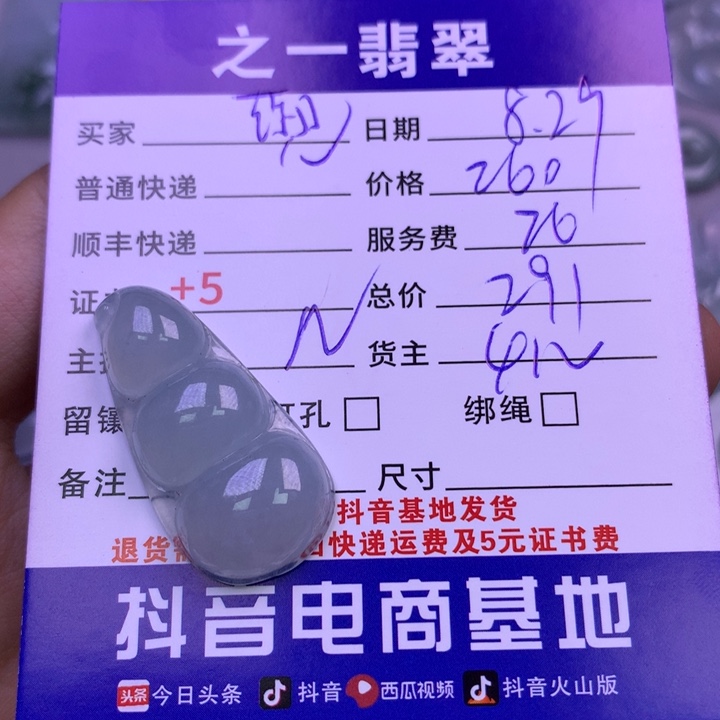 之一翡翠
买家 日期 8.29
普通快递 价格 260
顺丰快递 服务费 26
证 +5 总价 291
主 货主
留镶 孔 绑绳
备注 尺寸
抖音基地发货
退货 快递运费及5元证书费
抖音电商基地
头条 今日头条 抖音 西瓜视频 抖音火山版